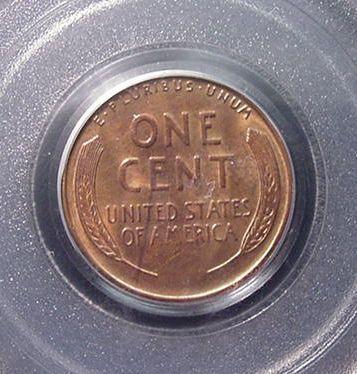 E·PLURIBUS·UNUM
ONE
CENT
UNITED STATES
OF AMERICA